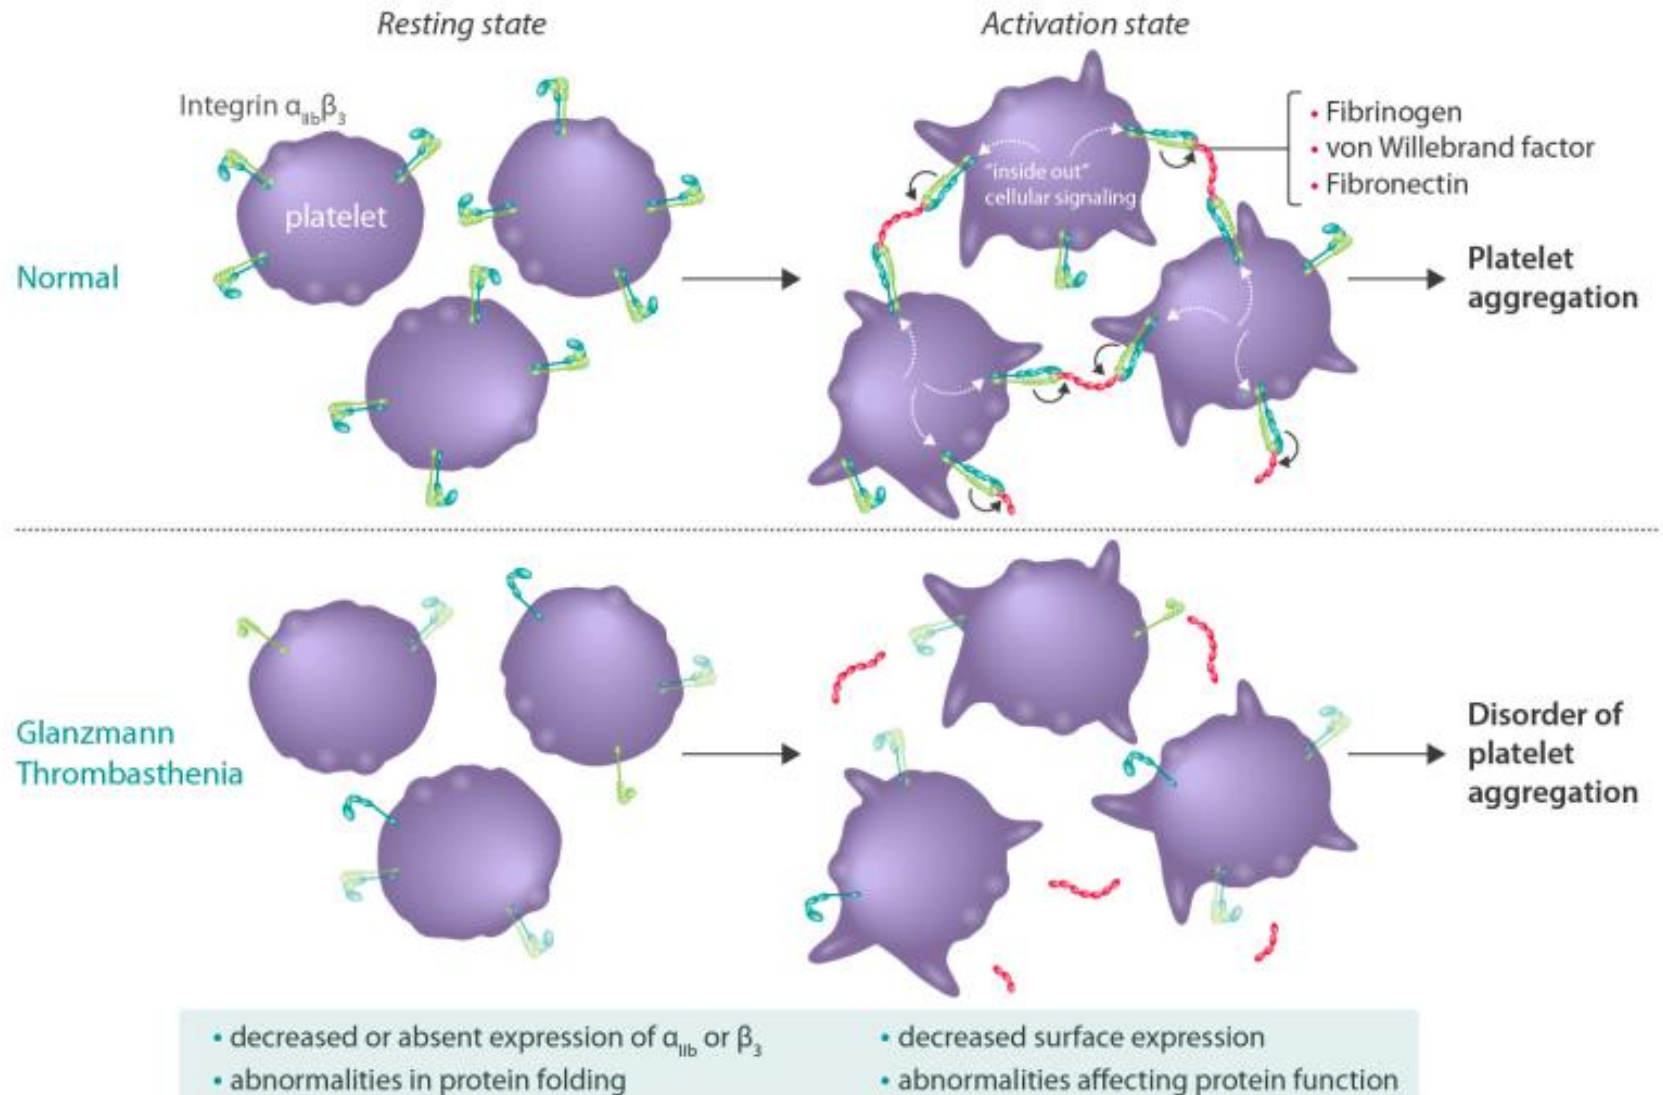 Resting state
Activation state
Integrin αIIbβ3
platelet
"inside out"
cellular signaling
• Fibrinogen
• von Willebrand factor
• Fibronectin
Normal
Platelet
aggregation
Glanzmann
Thrombasthenia
Disorder of
platelet
aggregation
• decreased or absent expression of αIIb or β3
• abnormalities in protein folding
• decreased surface expression
• abnormalities affecting protein function